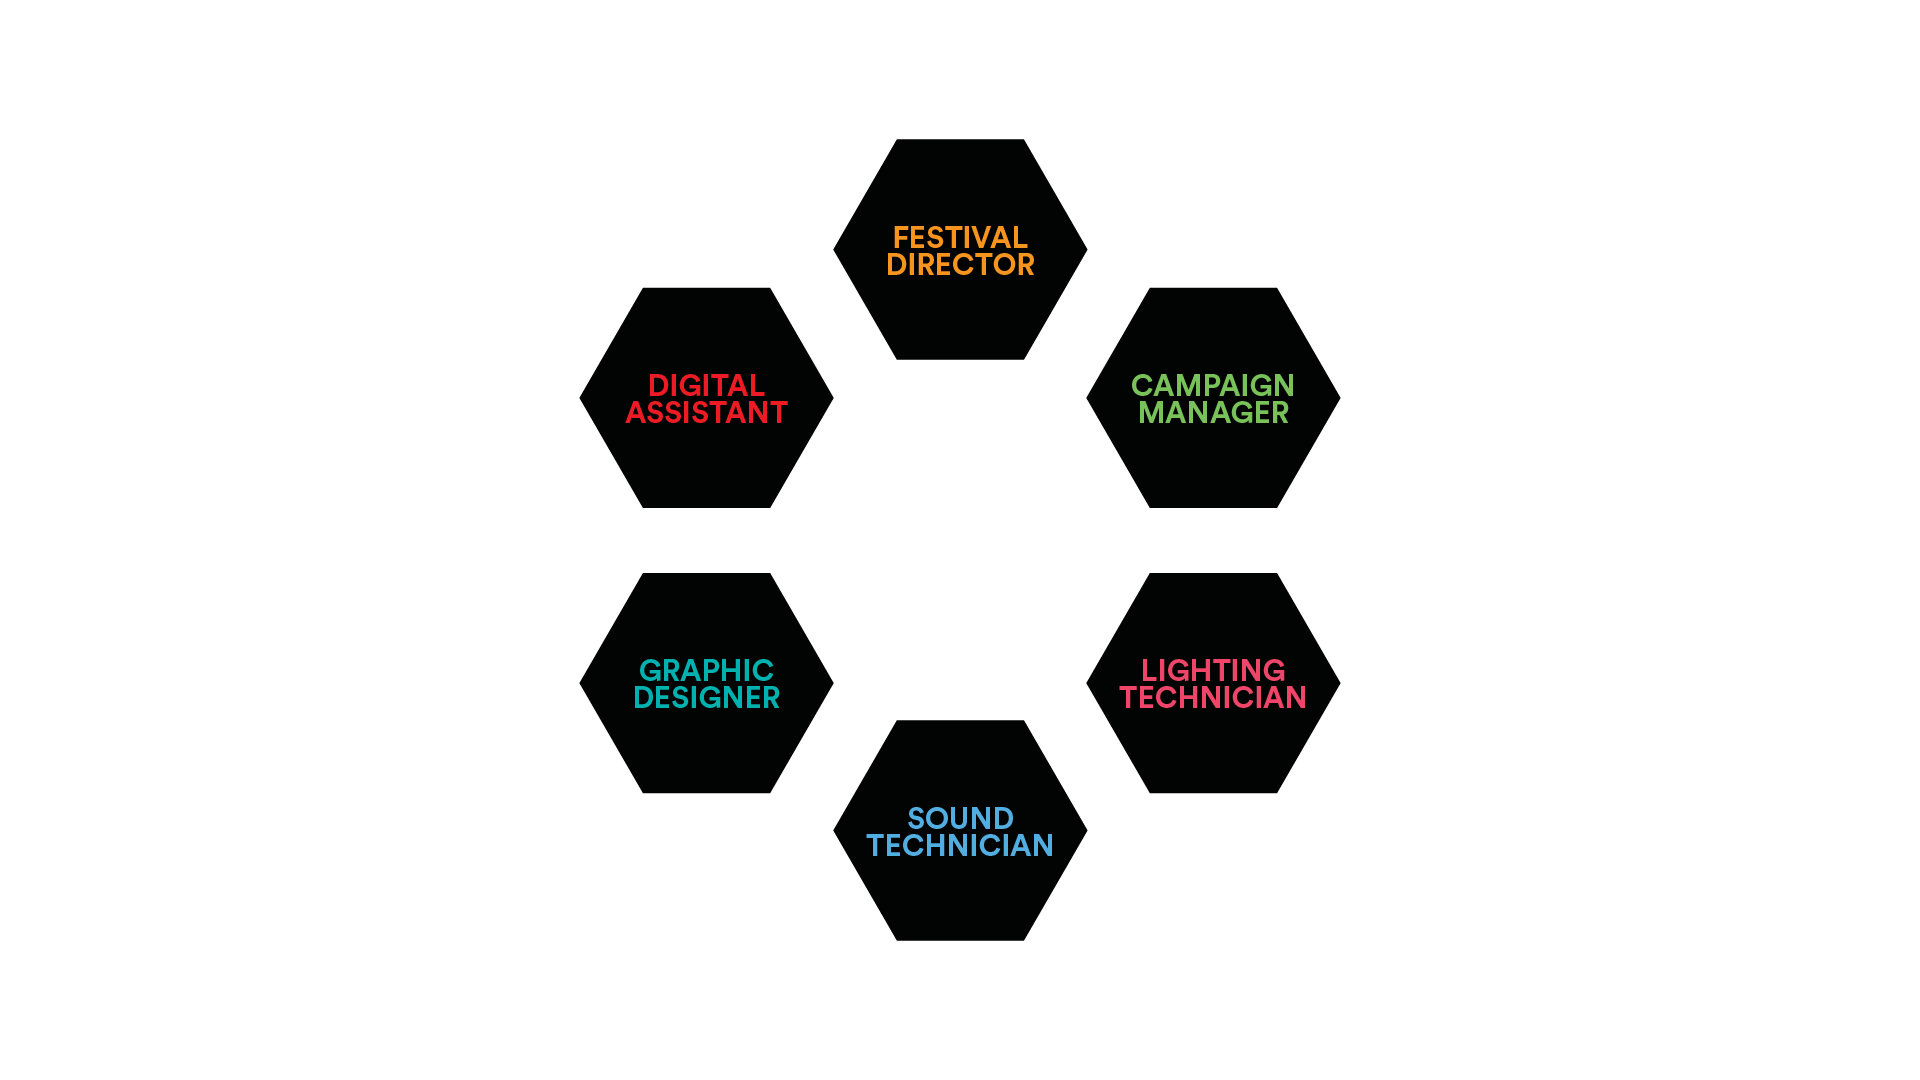 FESTIVAL
DIRECTOR
DIGITAL
ASSISTANT
CAMPAIGN
MANAGER
GRAPHIC
DESIGNER
LIGHTING
TECHNICIAN
SOUND
TECHNICIAN